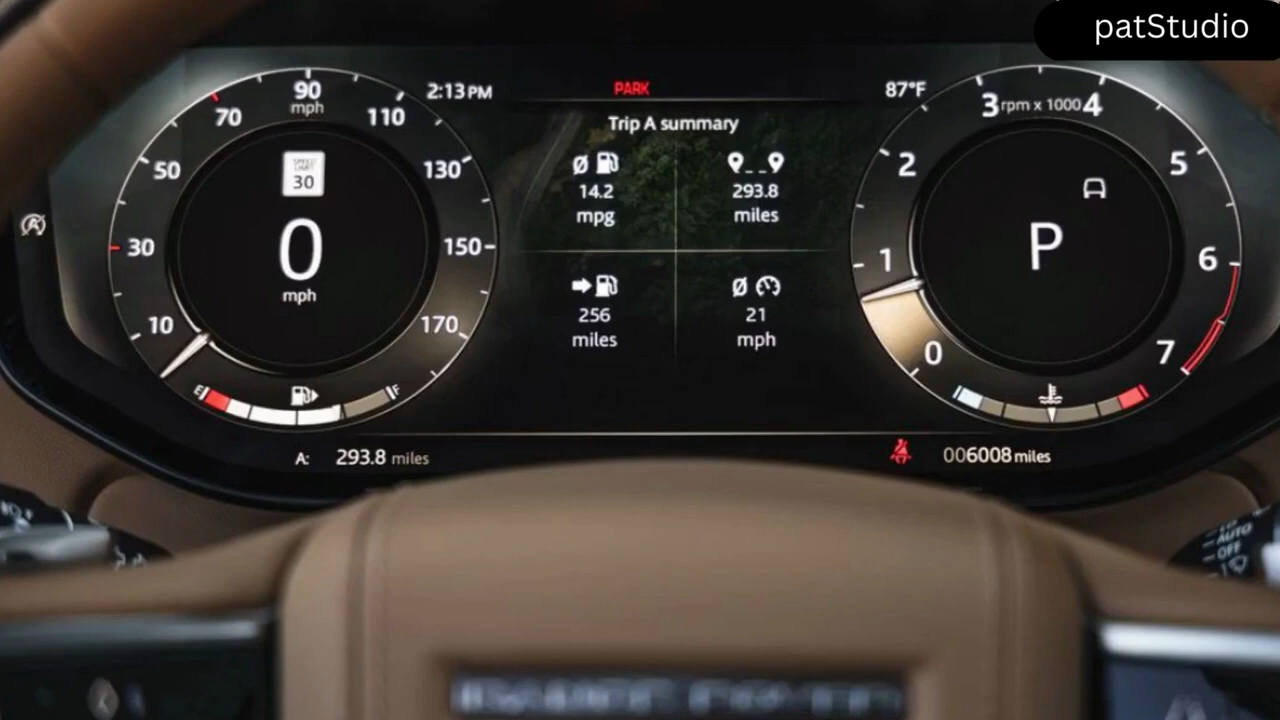 patStudio
90
mph
70
110
50
130
30
150
10
170
SPEED
LIMIT
30
0
mph
E
F
2:13 PM
PARK
87°F
Trip A summary
14.2
mpg
293.8
miles
256
miles
21
mph
3 rpm x 1000 4
2
5
1
6
0
7
P
A: 293.8 miles
006008 miles
AUTO
OFF